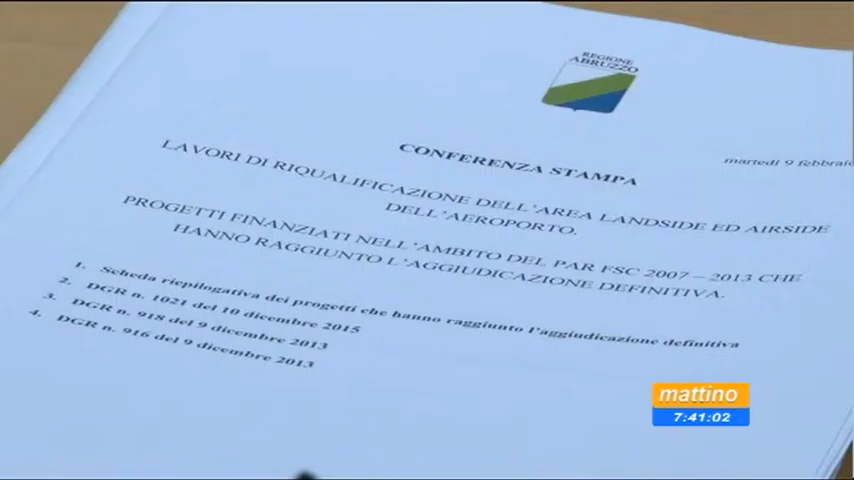 REGIONE
ABRUZZO
CONFERENZA STAMPA
martedì 9 febbraio
LAVORI DI RIQUALIFICAZIONE DELL'AREA LANDSIDE ED AIRSIDE
DELL'AEROPORTO.
PROGETTI FINANZIATI NELL'AMBITO DEL PAR FSC 2007 – 2013 CHE
HANNO RAGGIUNTO L'AGGIUDICAZIONE DEFINITIVA.
1. Scheda riepilogativa dei progetti che hanno raggiunto l'aggiudicazione definitiva
2. DGR n. 1021 del 10 dicembre 2015
3. DGR n. 918 del 9 dicembre 2013
4. DGR n. 916 del 9 dicembre 2013
mattino
7:41:02